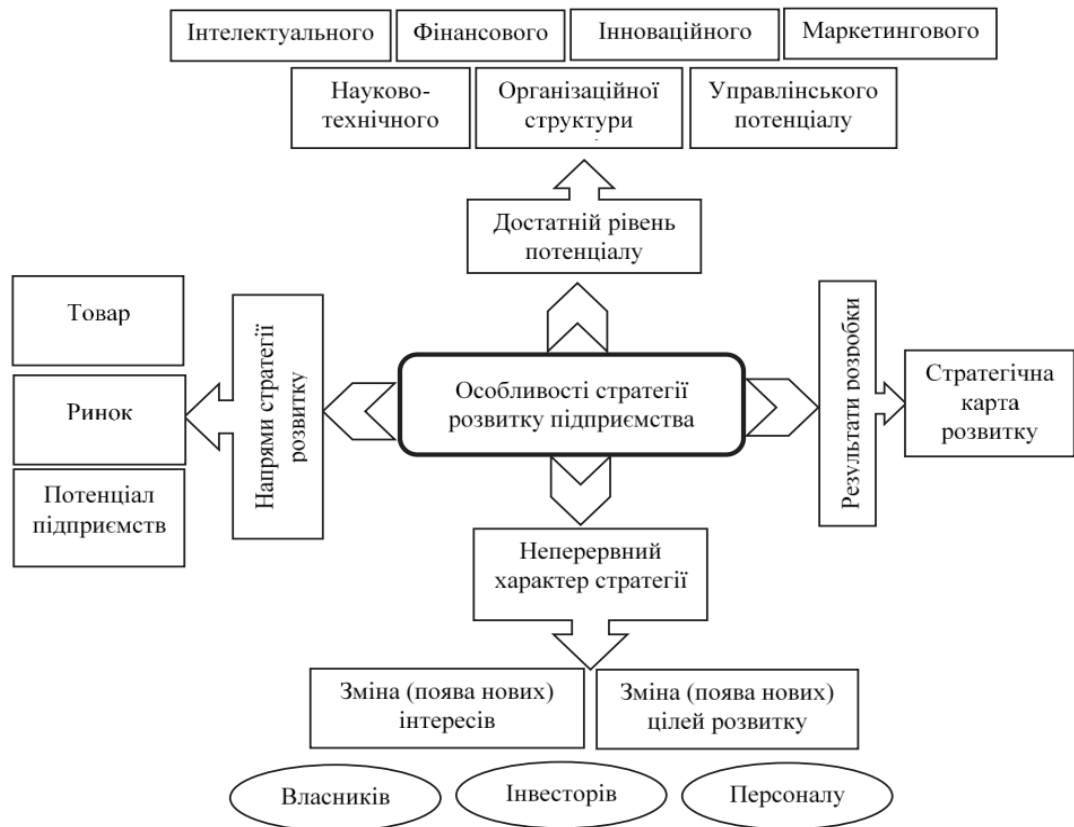 Інтелектуального
Фінансового
Інноваційного
Маркетингового
Науково-
технічного
Організаційної
структури
Управлінського
потенціалу
Достатній рівень
потенціалу
Товар
Ринок
Потенціал
підприємств
Напрями стратегії
розвитку
Особливості стратегії
розвитку підприємства
Результати розробки
Стратегічна
карта
розвитку
Неперервний
характер стратегії
Зміна (поява нових)
інтересів
Зміна (поява нових)
цілей розвитку
Власників
Інвесторів
Персоналу